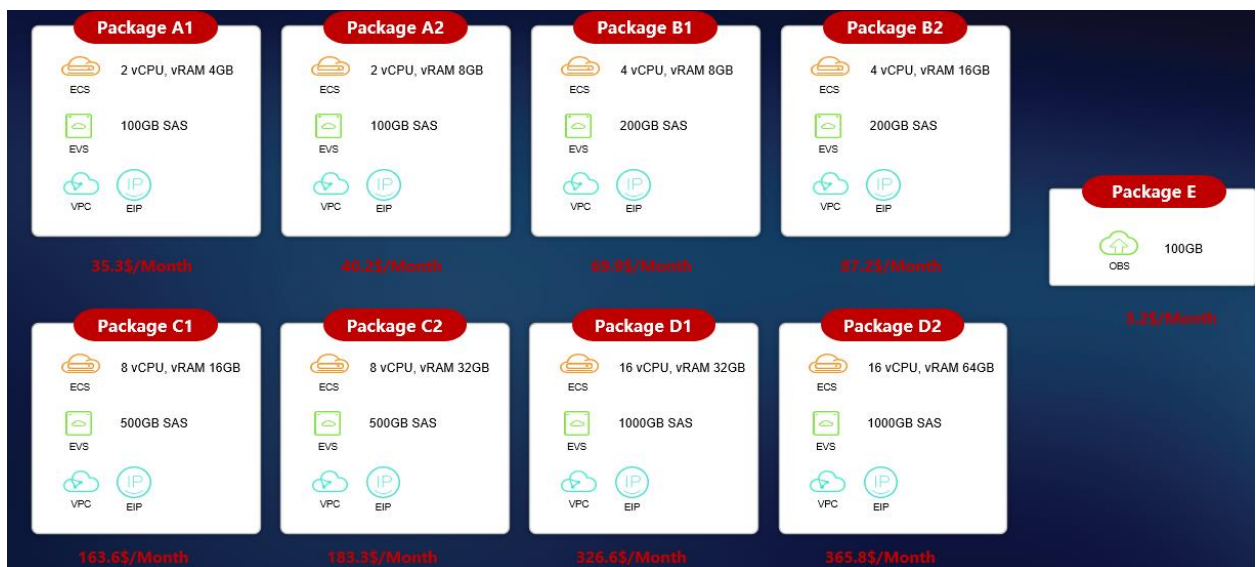 Package A1
2 vCPU, vRAM 4GB
ECS
100GB SAS
EVS
VPC
EIP
35.3$/Month
Package A2
2 vCPU, vRAM 8GB
ECS
100GB SAS
EVS
VPC
EIP
40.2$/Month
Package B1
4 vCPU, vRAM 8GB
ECS
200GB SAS
EVS
VPC
EIP
$/Month
Package B2
4 vCPU, vRAM 16GB
ECS
200GB SAS
EVS
VPC
EIP
$/Month
Package E
100GB
OBS
$/Month
Package C1
8 vCPU, vRAM 16GB
ECS
500GB SAS
EVS
VPC
EIP
163.6$/Month
Package C2
8 vCPU, vRAM 32GB
ECS
500GB SAS
EVS
VPC
EIP
183.3$/Month
Package D1
16 vCPU, vRAM 32GB
ECS
1000GB SAS
EVS
VPC
EIP
326.6$/Month
Package D2
16 vCPU, vRAM 64GB
ECS
1000GB SAS
EVS
VPC
EIP
365.8$/Month